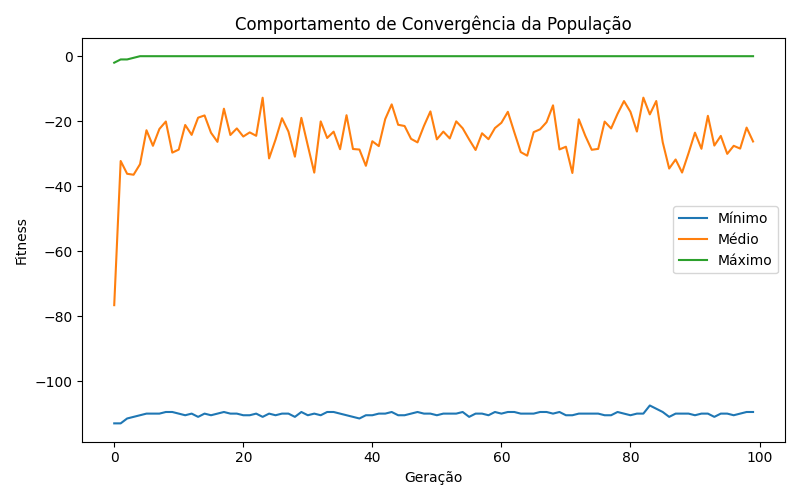 Comportamento de Convergência da População
Fitness
0
−20
−40
−60
−80
−100
Mínimo
Médio
Máximo
0 20 40 60 80 100
Geração